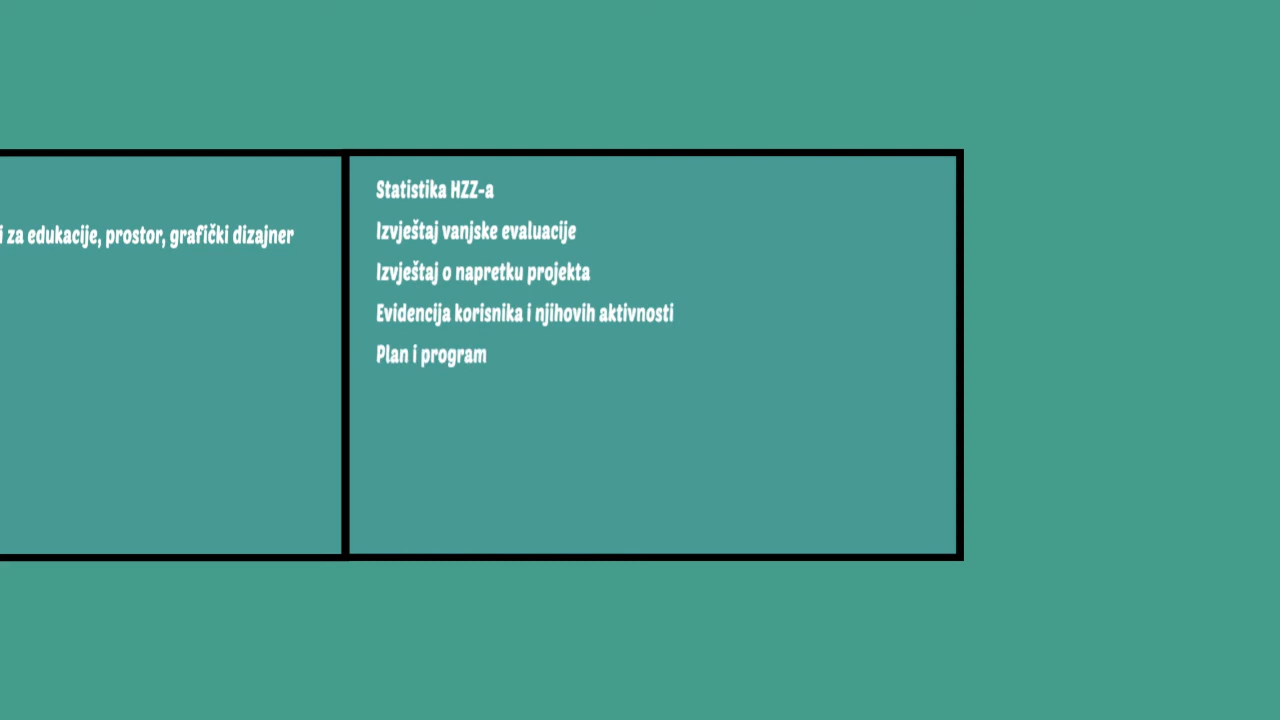 i za edukacije, prostor, grafički dizajner
Statistika HZZ-a
Izvještaj vanjske evaluacije
Izvještaj o napretku projekta
Evidencija korisnika i njihovih aktivnosti
Plan i program